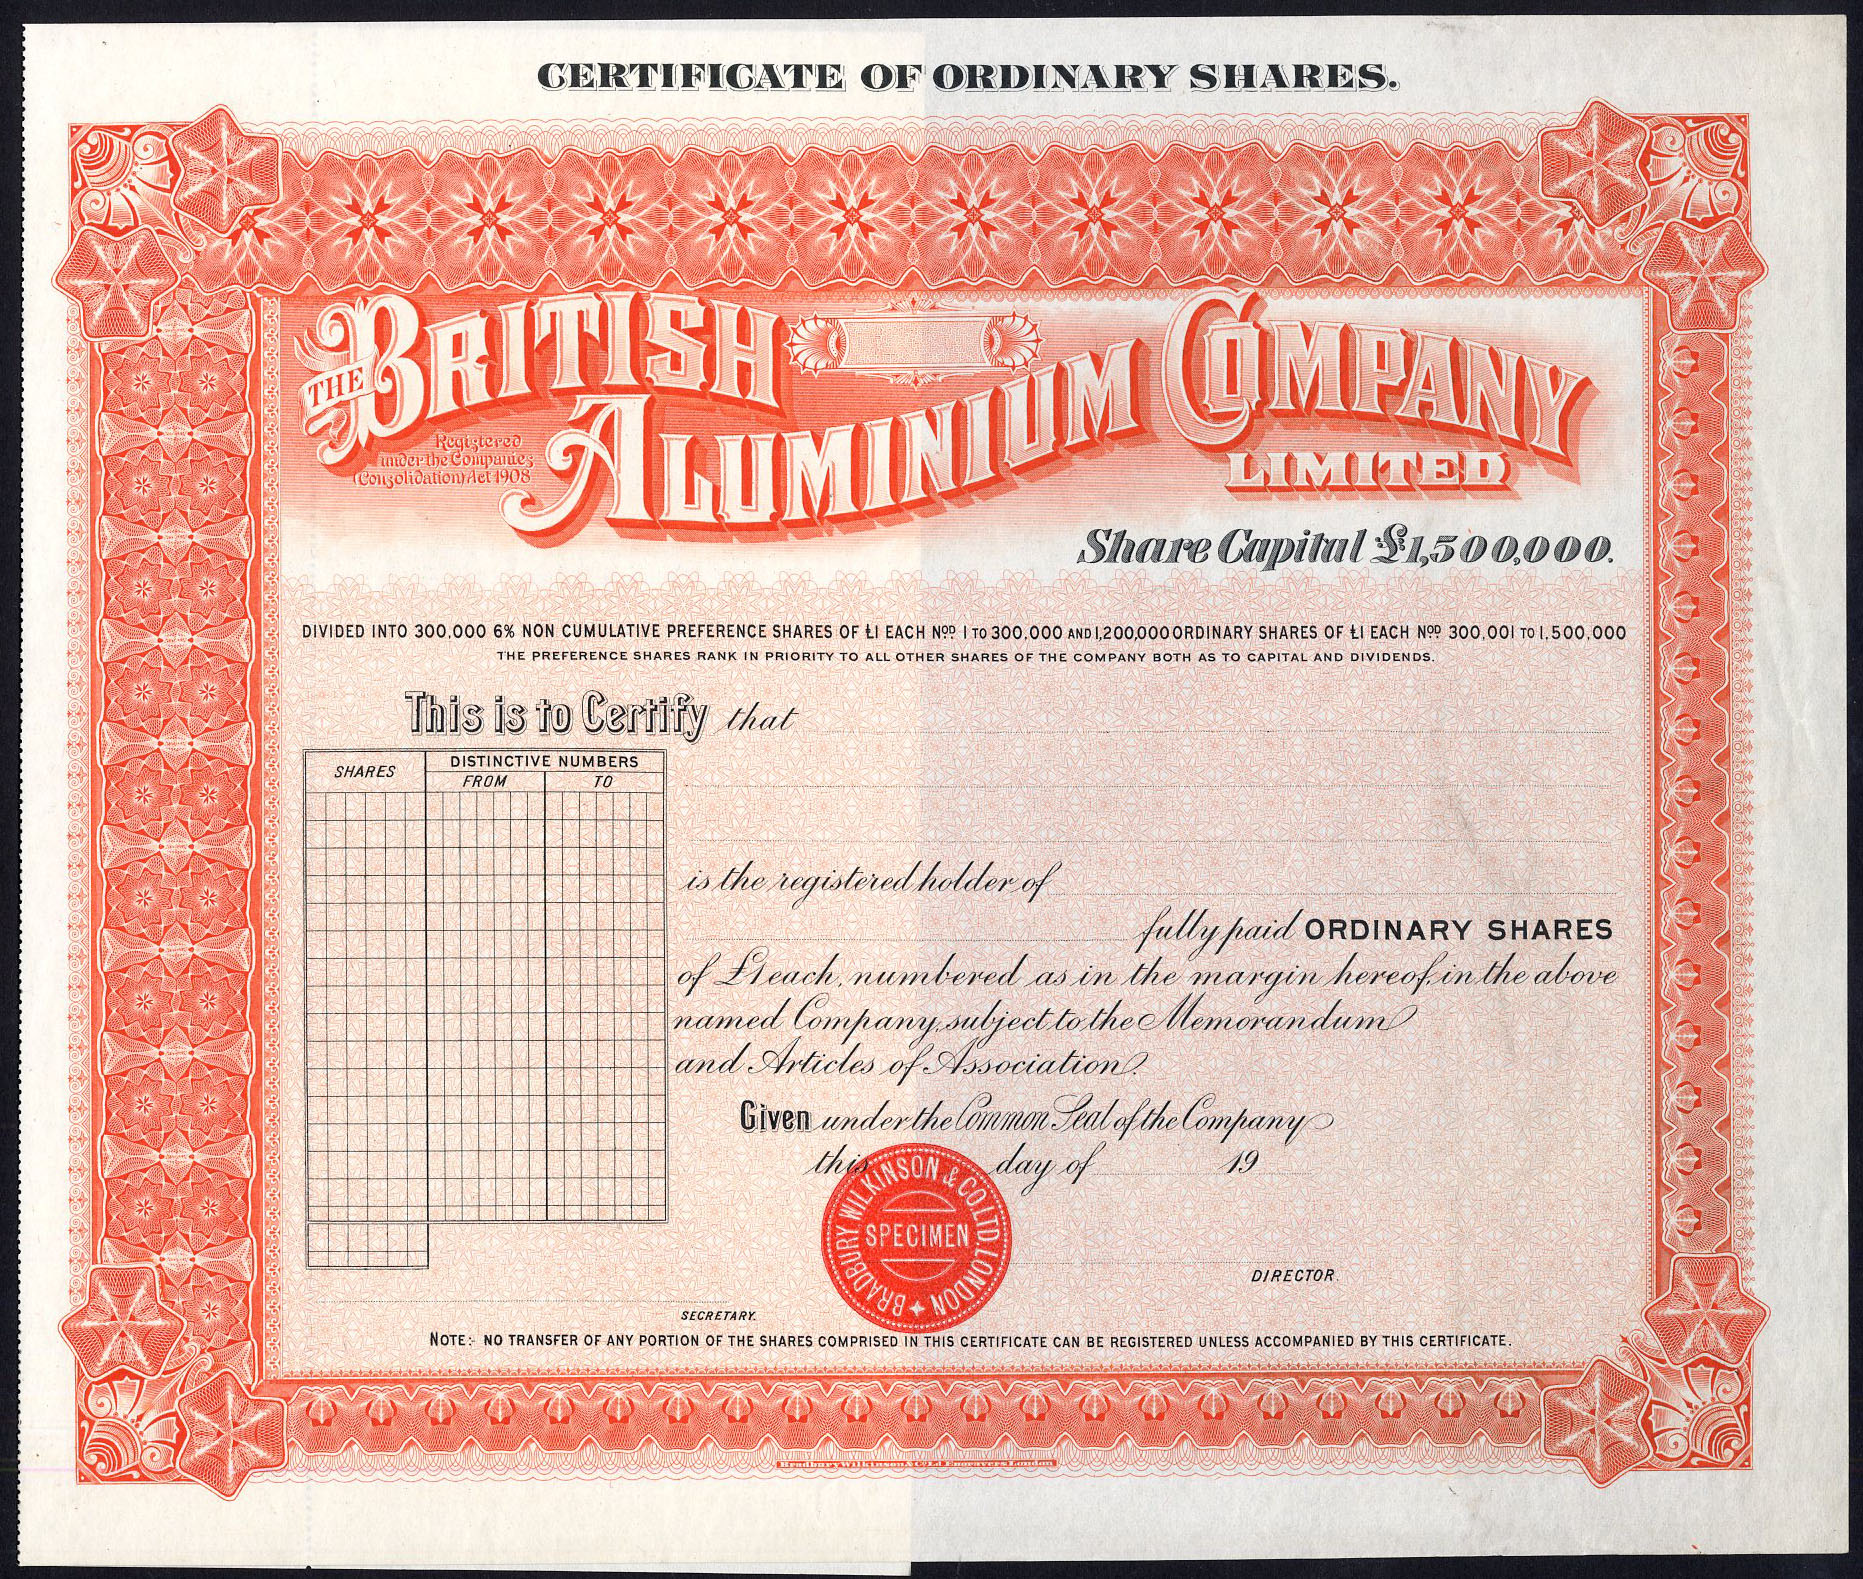 CERTIFICATE OF ORDINARY SHARES.
THE BRITISH ALUMINIUM COMPANY
LIMITED
Registered
under the Companies
(Consolidation) Act 1908
Share Capital £1,500,000.
DIVIDED INTO 300,000 6% NON CUMULATIVE PREFERENCE SHARES OF £1 EACH Nos 1 TO 300,000 AND 1,200,000 ORDINARY SHARES OF £1 EACH Nos 300,001 TO 1,500,000
THE PREFERENCE SHARES RANK IN PRIORITY TO ALL OTHER SHARES OF THE COMPANY BOTH AS TO CAPITAL AND DIVIDENDS.
This is to Certify that
SHARES DISTINCTIVE NUMBERS
FROM TO
is the registered holder of
fully paid ORDINARY SHARES
of £1 each, numbered as in the margin hereof, in the above
named Company, subject to the Memorandum
and Articles of Association.
Given under the Common Seal of the Company
this day of 19
BRADBURY WILKINSON & CO LTD LONDON
SPECIMEN
DIRECTOR.
SECRETARY.
NOTE:- NO TRANSFER OF ANY PORTION OF THE SHARES COMPRISED IN THIS CERTIFICATE CAN BE REGISTERED UNLESS ACCOMPANIED BY THIS CERTIFICATE.
Bradbury Wilkinson & Co Ld Engravers London